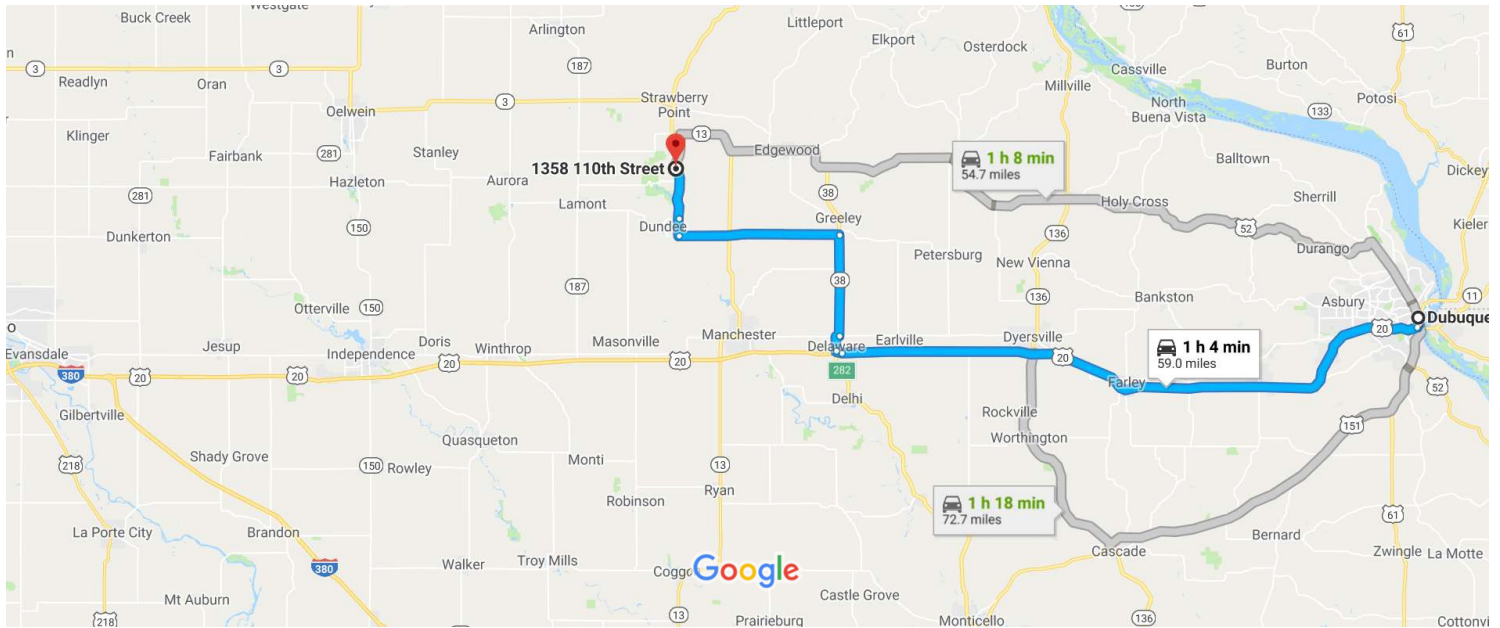 Westgate
Buck Creek
Arlington
Littleport
Elkport
Osterdock
187
61
3
3
Readlyn
Oran
Oelwein
3
Strawberry
Point
Millville
Cassville
Burton
Potosi
North
Buena Vista
133
Klinger
Fairbank
281
Stanley
13
Edgewood
1 h 8 min
54.7 miles
Balltown
Dickey
1358 110th Street
Hazleton
Aurora
281
Lamont
38
Holy Cross
Sherrill
Dunkerton
150
Dundee
Greeley
136
52
Durango
Kieler
Petersburg
New Vienna
187
38
136
Bankston
Asbury
11
Otterville
150
Dubuque
20
Evansdale
Jesup
Independence
Doris
Winthrop
Masonville
Manchester
Delaware
Earlville
Dyersville
20
20
20
1 h 4 min
59.0 miles
380
20
20
282
Farley
52
Delhi
Gilbertville
Rockville
Quasqueton
Worthington
151
218
Shady Grove
150
Rowley
Monti
13
Ryan
Robinson
1 h 18 min
72.7 miles
61
La Porte City
Brandon
Bernard
Cascade
Zwingle
La Motte
380
Walker
Troy Mills
Coggon
Google
Mt Auburn
Castle Grove
218
13
Prairieburg
Monticello
136
Cottonvi